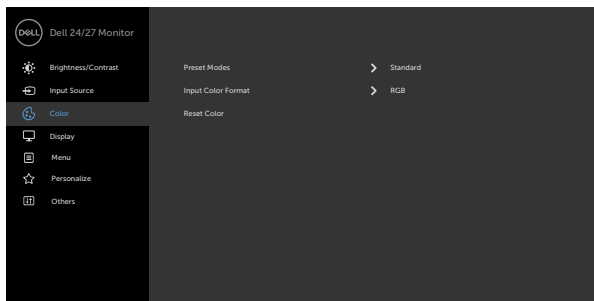 DELL Dell 24/27 Monitor
Brightness/Contrast Preset Modes Standard
Input Source Input Color Format RGB
Color Reset Color
Display
Menu
Personalize
Others